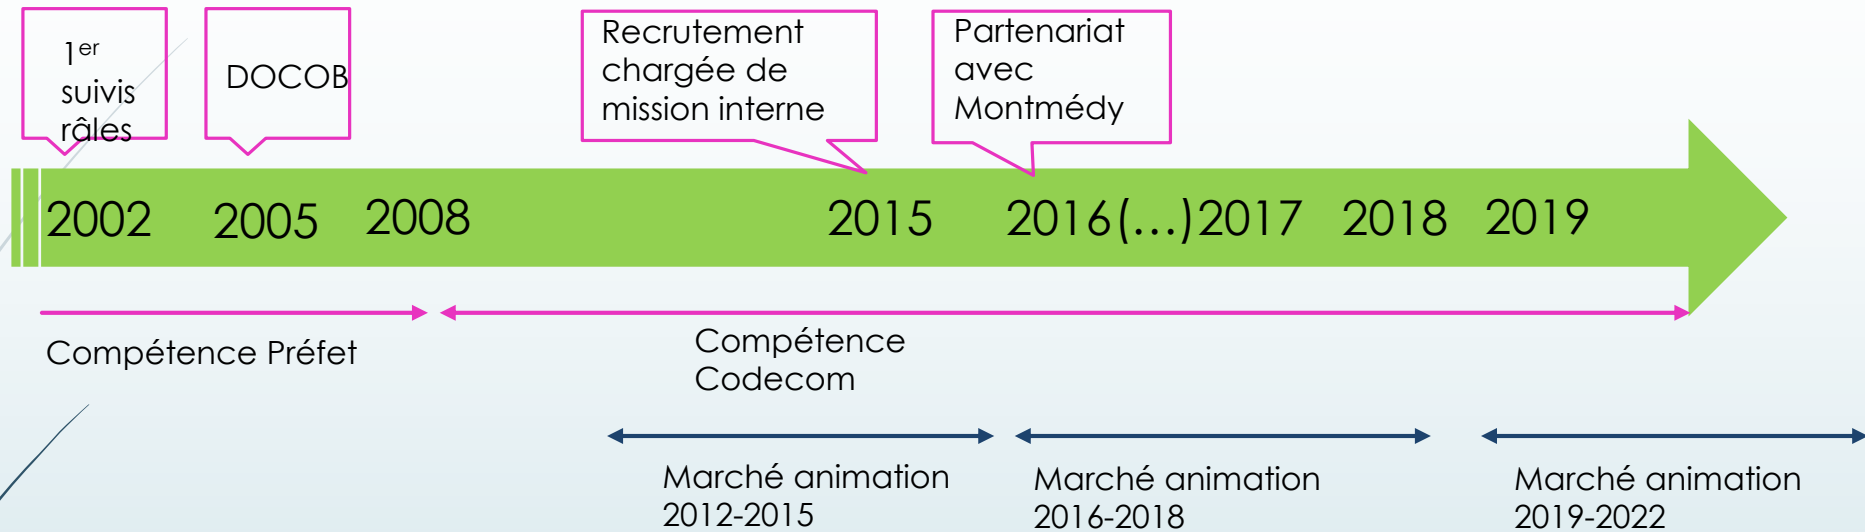 1er
suivis
râles
DOCOB
Recrutement
chargée de
mission interne
Partenariat
avec
Montmédy
2002 2005 2008 2015 2016(…)2017 2018 2019
Compétence Préfet
Compétence
Codecom
Marché animation
2012-2015
Marché animation
2016-2018
Marché animation
2019-2022